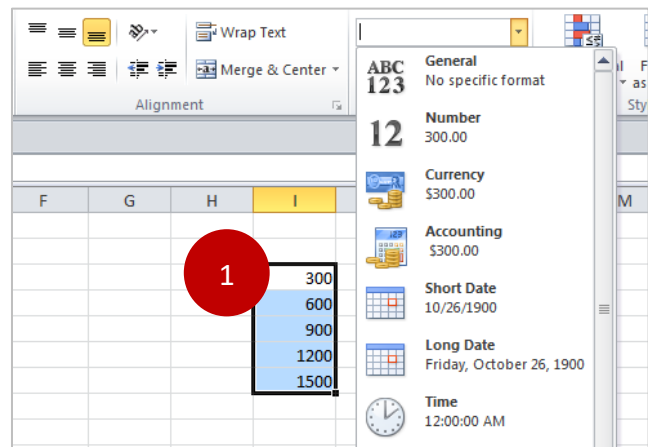 Wrap Text
Merge & Center
Alignment
ABC
123
General
No specific format
12
Number
300.00
Currency
$300.00
Accounting
$300.00
Short Date
10/26/1900
Long Date
Friday, October 26, 1900
Time
12:00:00 AM
l F
as
Sty
F G H I M
1
300
600
900
1200
1500